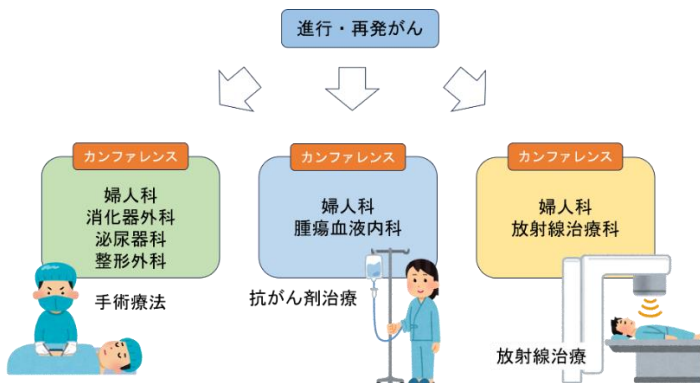 進行・再発がん
カンファレンス
婦人科
消化器外科
泌尿器科
整形外科
手術療法
カンファレンス
婦人科
腫瘍血液内科
抗がん剤治療
カンファレンス
婦人科
放射線治療科
放射線治療